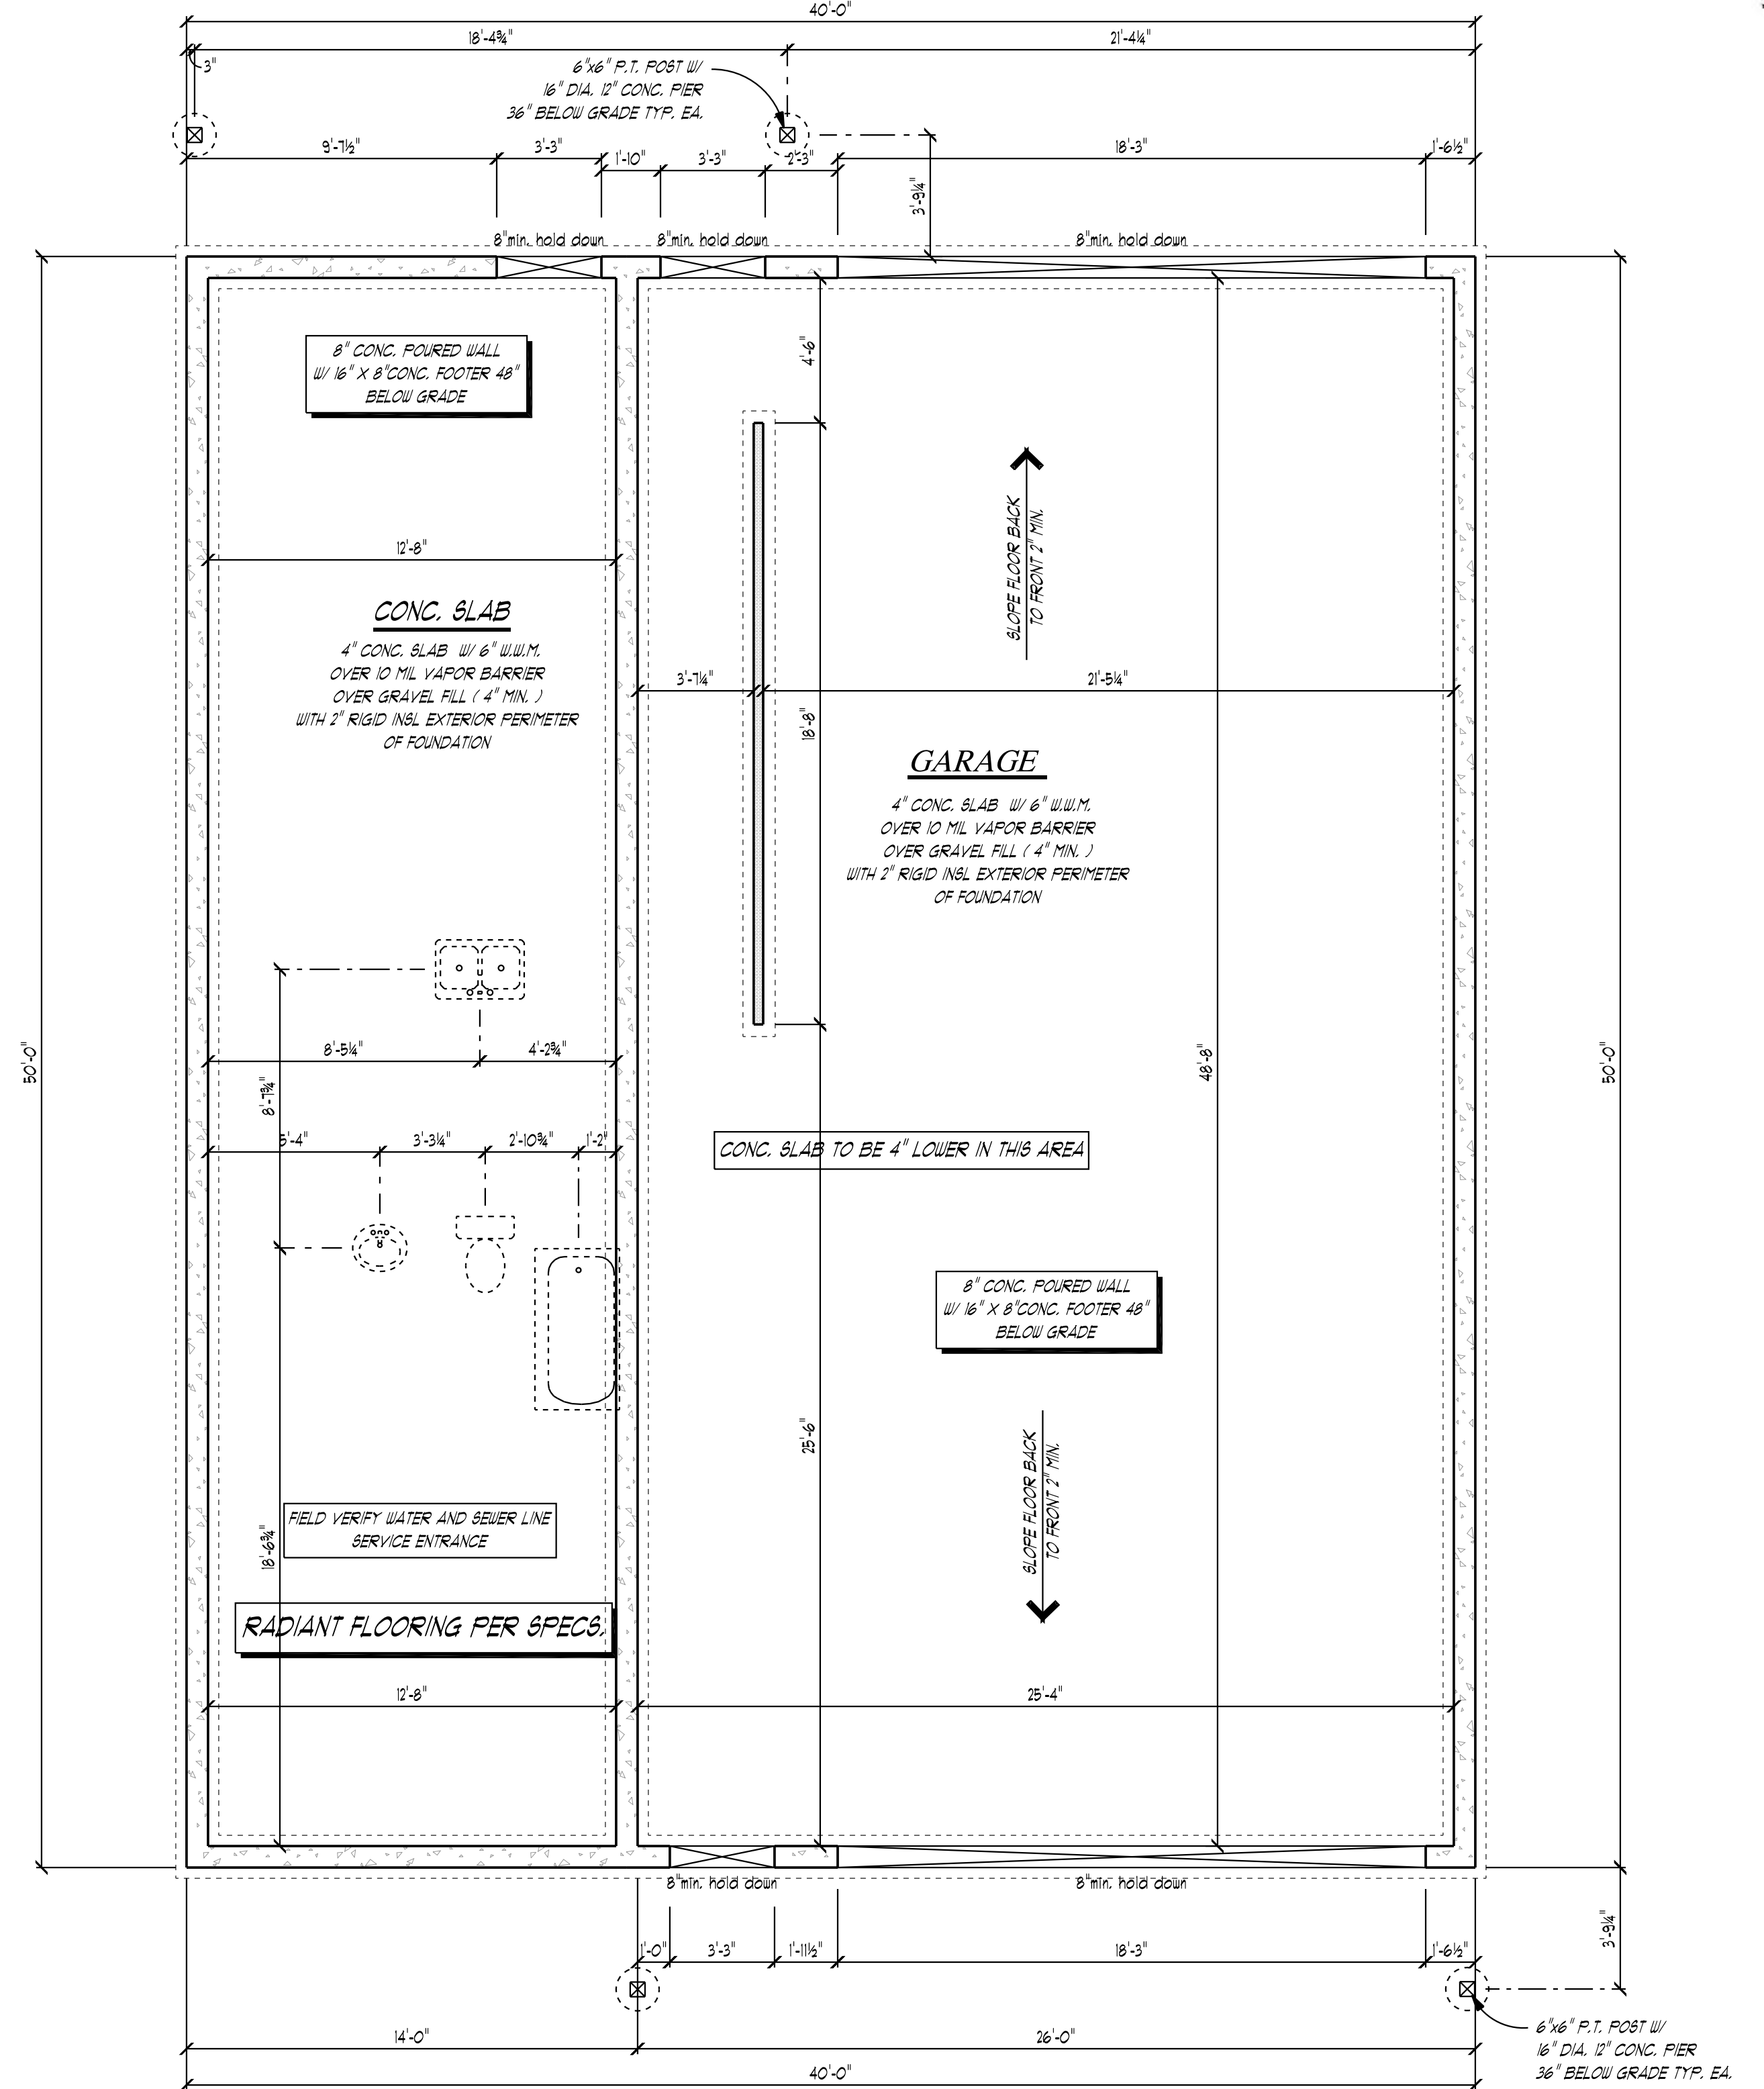 40'-0"
18'-4¾"
21'-4¼"
3"
6"x6" P.T. POST W/
16" DIA. 12" CONC. PIER
36" BELOW GRADE TYP. EA.
9'-7½"
3'-3"
1'-10"
3'-3"
2'-3"
18'-3"
1'-6½"
3'-9¼"
8"min. hold down
8"min. hold down
8"min. hold down
8" CONC. POURED WALL
W/ 16" X 8"CONC. FOOTER 48"
BELOW GRADE
4'-6"
SLOPE FLOOR BACK
TO FRONT 2" MIN.
12'-8"
CONC. SLAB
4" CONC. SLAB W/ 6" W.W.M.
OVER 10 MIL VAPOR BARRIER
OVER GRAVEL FILL ( 4" MIN. )
WITH 2" RIGID INSL EXTERIOR PERIMETER
OF FOUNDATION
3'-7¼"
21'-5¼"
18'-8"
GARAGE
4" CONC. SLAB W/ 6" W.W.M.
OVER 10 MIL VAPOR BARRIER
OVER GRAVEL FILL ( 4" MIN. )
WITH 2" RIGID INSL EXTERIOR PERIMETER
OF FOUNDATION
50'-0"
8'-5¼"
4'-2¾"
48'-8"
50'-0"
8'-7¾"
5'-4"
3'-3¼"
2'-10¾"
1'-2"
CONC. SLAB TO BE 4" LOWER IN THIS AREA
8" CONC. POURED WALL
W/ 16" X 8"CONC. FOOTER 48"
BELOW GRADE
25'-6"
SLOPE FLOOR BACK
TO FRONT 2" MIN.
FIELD VERIFY WATER AND SEWER LINE
SERVICE ENTRANCE
18'-6¾"
RADIANT FLOORING PER SPECS.
12'-8"
25'-4"
8"min. hold down
8"min. hold down
3'-9¼"
1'-0"
3'-3"
1'-11½"
18'-3"
1'-6½"
6"x6" P.T. POST W/
16" DIA. 12" CONC. PIER
36" BELOW GRADE TYP. EA.
14'-0"
26'-0"
40'-0"